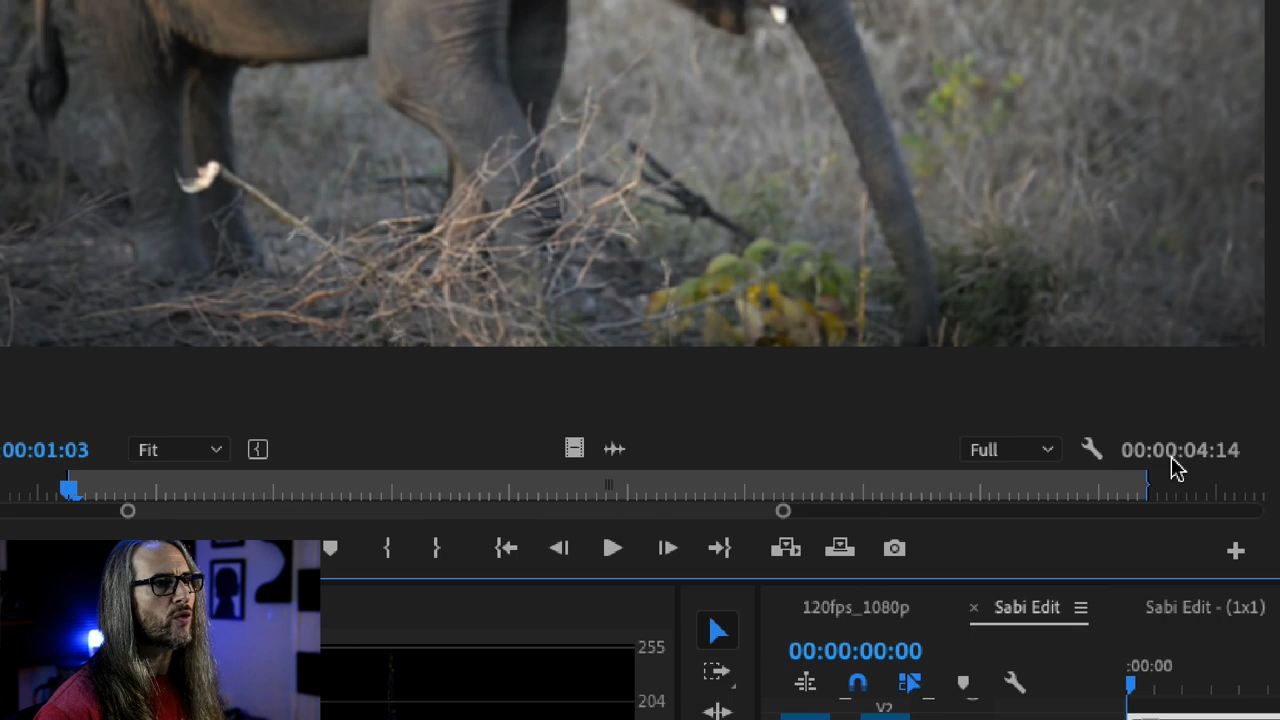 :00:01:03 Fit Full 00:00:04:14
120fps_1080p × Sabi Edit Sabi Edit - (1x1)
255
00:00:00:00 :00:00
204
V2